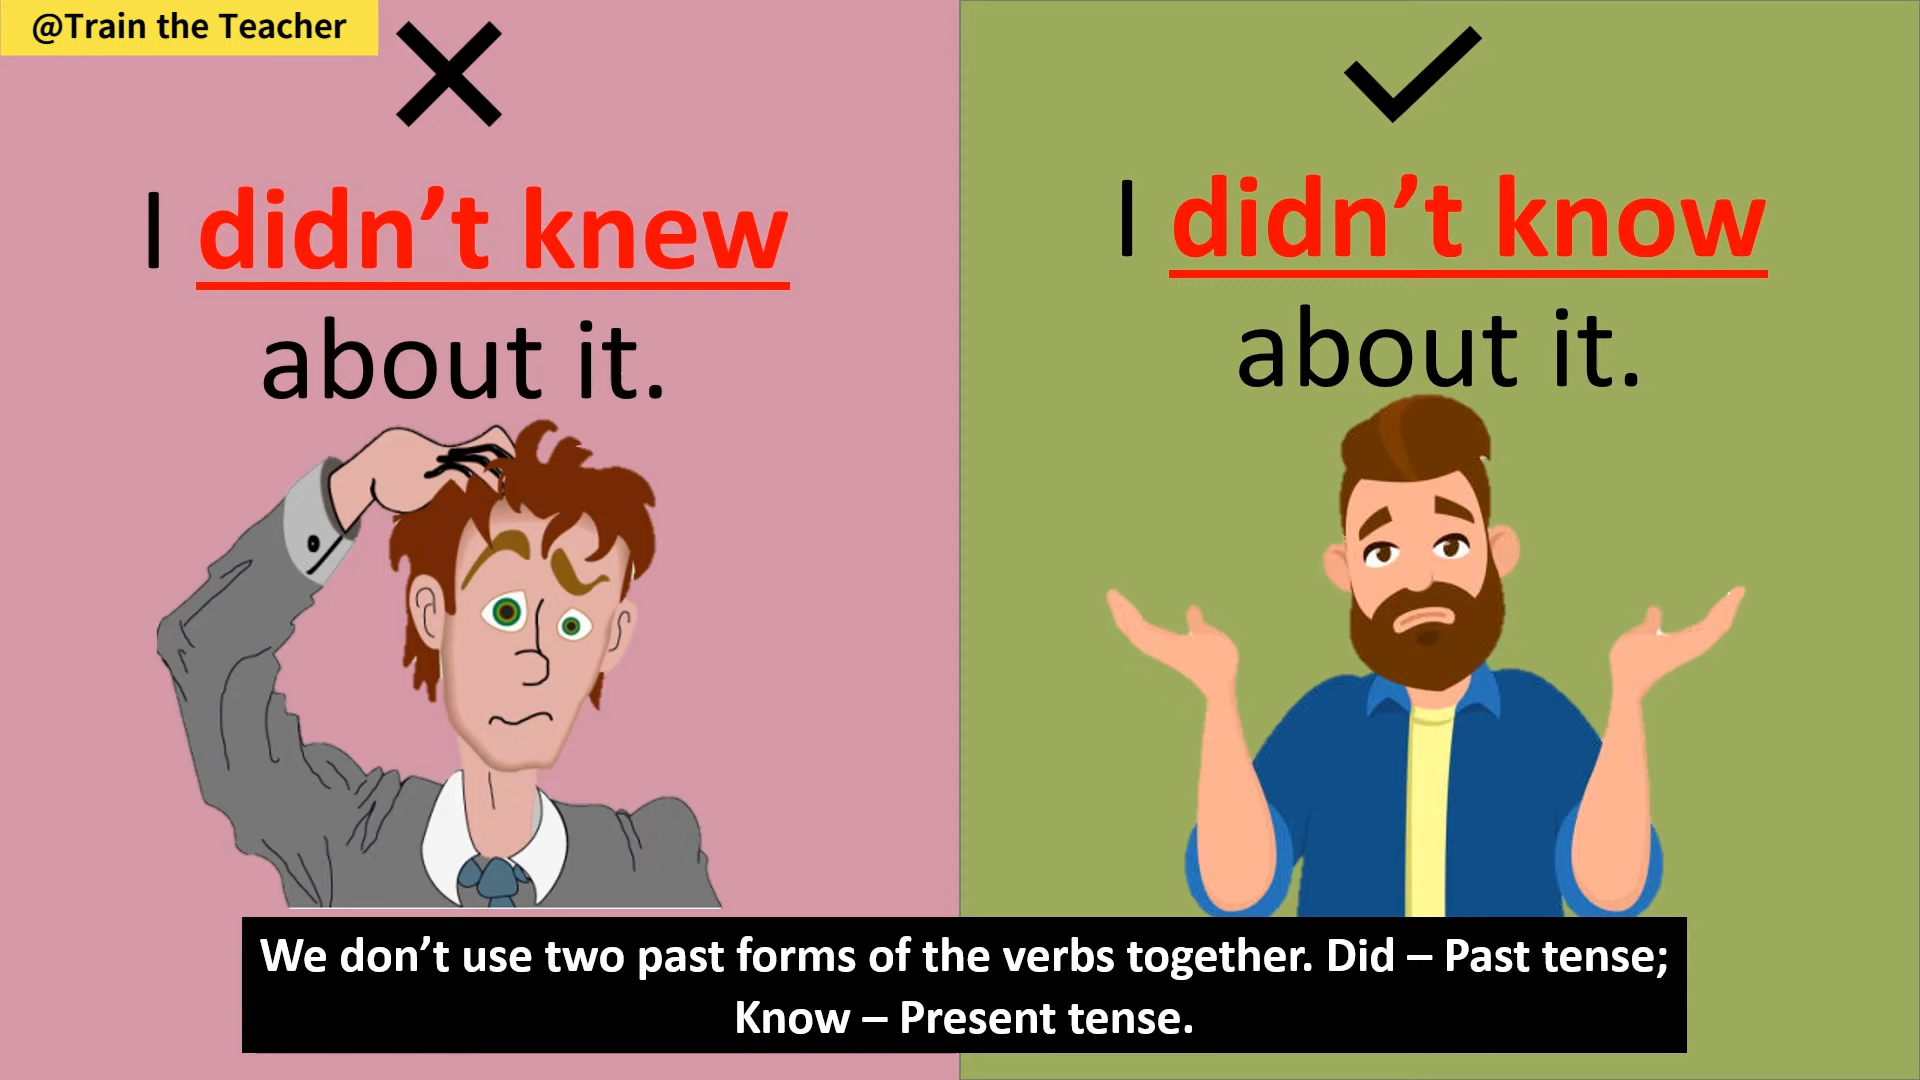 @Train the Teacher
I didn’t knew
about it.
I didn’t know
about it.
We don’t use two past forms of the verbs together. Did – Past tense;
Know – Present tense.